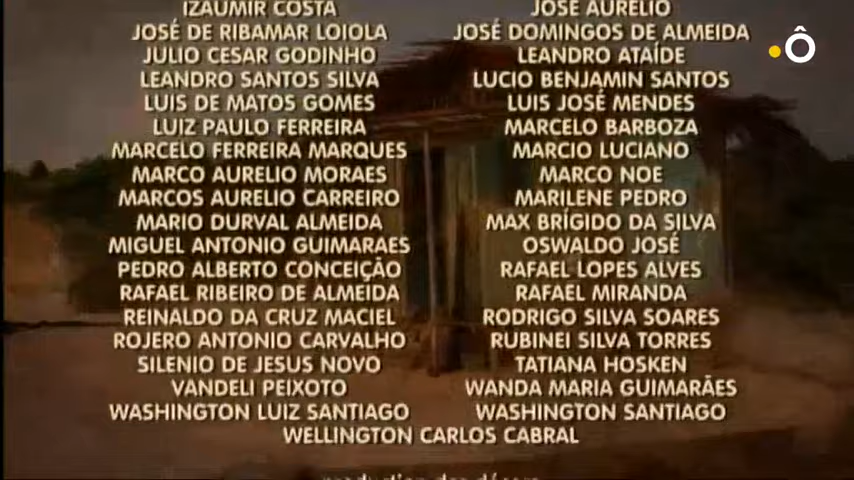 IZAUMIR COSTA
JOSÉ AURELIO
JOSÉ DE RIBAMAR LOIOLA
JOSÉ DOMINGOS DE ALMEIDA
JULIO CESAR GODINHO
LEANDRO ATAÍDE
LEANDRO SANTOS SILVA
LUCIO BENJAMIN SANTOS
LUIS DE MATOS GOMES
LUIS JOSÉ MENDES
LUIZ PAULO FERREIRA
MARCELO BARBOZA
MARCELO FERREIRA MARQUES
MARCIO LUCIANO
MARCO AURELIO MORAES
MARCO NOE
MARCOS AURELIO CARREIRO
MARILENE PEDRO
MARIO DURVAL ALMEIDA
MAX BRÍGIDO DA SILVA
MIGUEL ANTONIO GUIMARAES
OSWALDO JOSÉ
PEDRO ALBERTO CONCEIÇÃO
RAFAEL LOPES ALVES
RAFAEL RIBEIRO DE ALMEIDA
RAFAEL MIRANDA
REINALDO DA CRUZ MACIEL
RODRIGO SILVA SOARES
ROJERO ANTONIO CARVALHO
RUBINEI SILVA TORRES
SILENIO DE JESUS NOVO
TATIANA HOSKEN
VANDELI PEIXOTO
WANDA MARIA GUIMARÃES
WASHINGTON LUIZ SANTIAGO
WASHINGTON SANTIAGO
WELLINGTON CARLOS CABRAL
production des décors
Ô